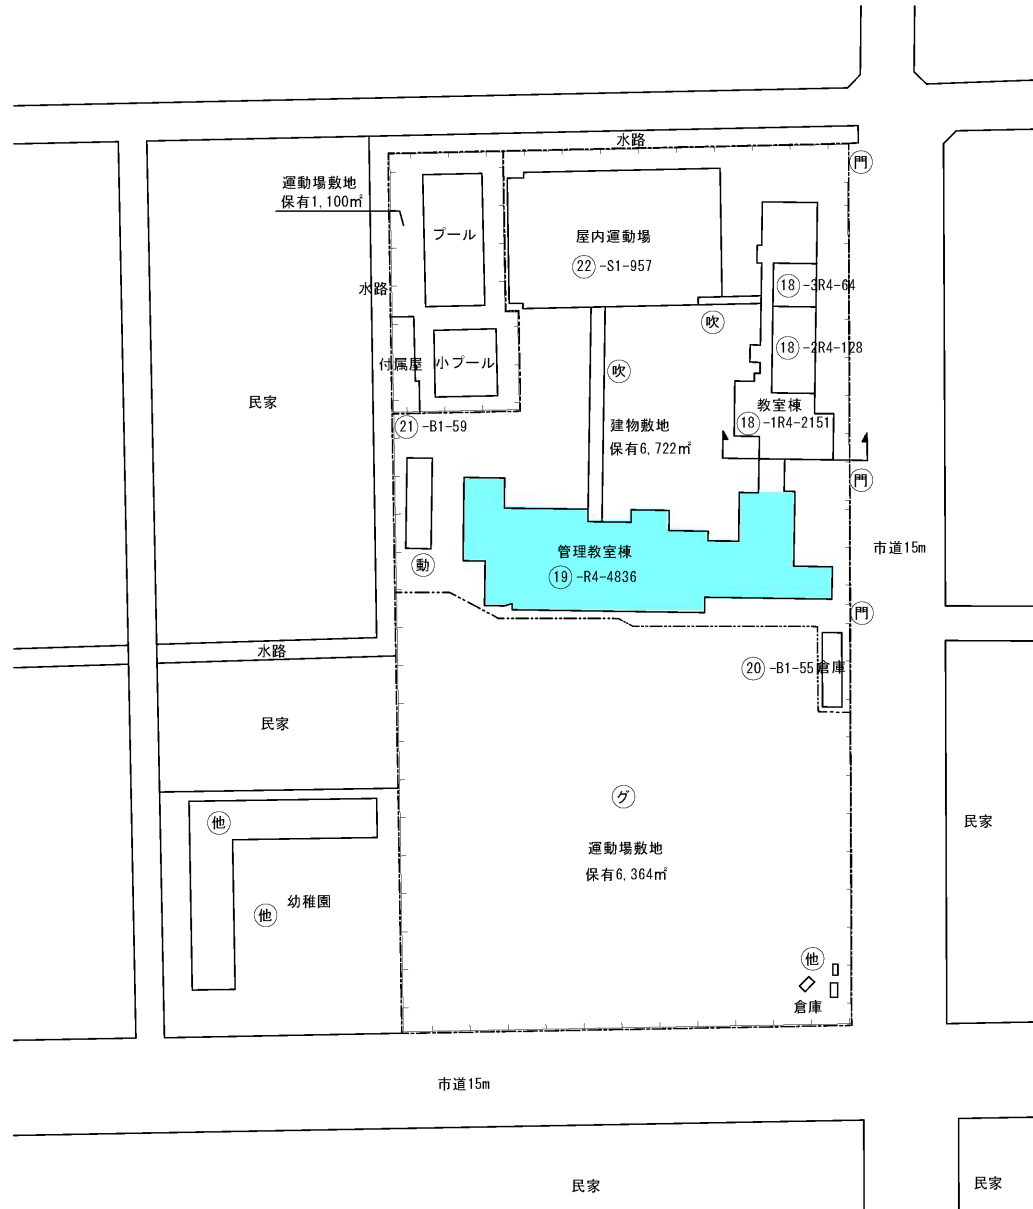 水路
門
運動場敷地
保有1,100㎡
プール
屋内運動場
22-S1-957
18-3R4-64
水路
吹
吹
18-2R4-128
付属屋
小プール
民家
教室棟
18-1R4-2151
21-B1-59
建物敷地
保有6,722㎡
門
市道15m
管理教室棟
19-R4-4836
動
門
水路
20-B1-55倉庫
民家
グ
他
民家
運動場敷地
保有6,364㎡
幼稚園
他
他
倉庫
市道15m
民家
民家